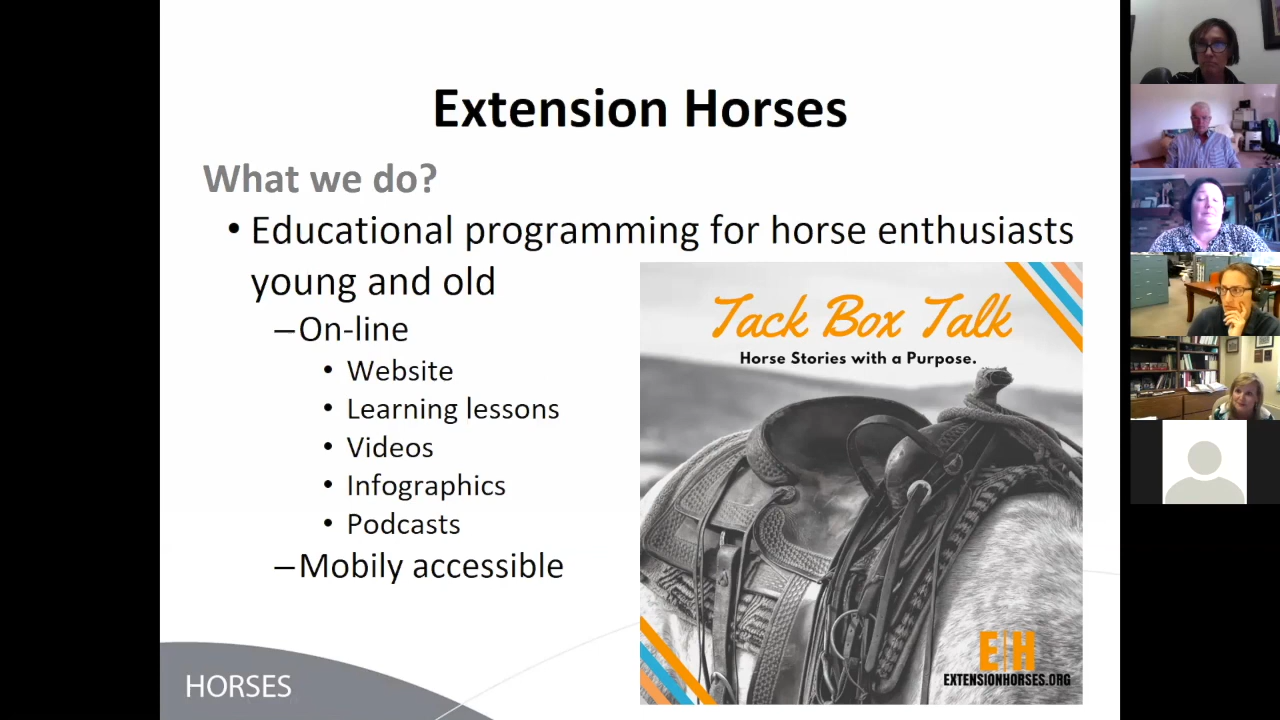 Extension Horses
What we do?
• Educational programming for horse enthusiasts
young and old
–On-line
• Website
• Learning lessons
• Videos
• Infographics
• Podcasts
–Mobily accessible
Tack Box Talk
Horse Stories with a Purpose.
E|H
EXTENSIONHORSES.ORG
HORSES